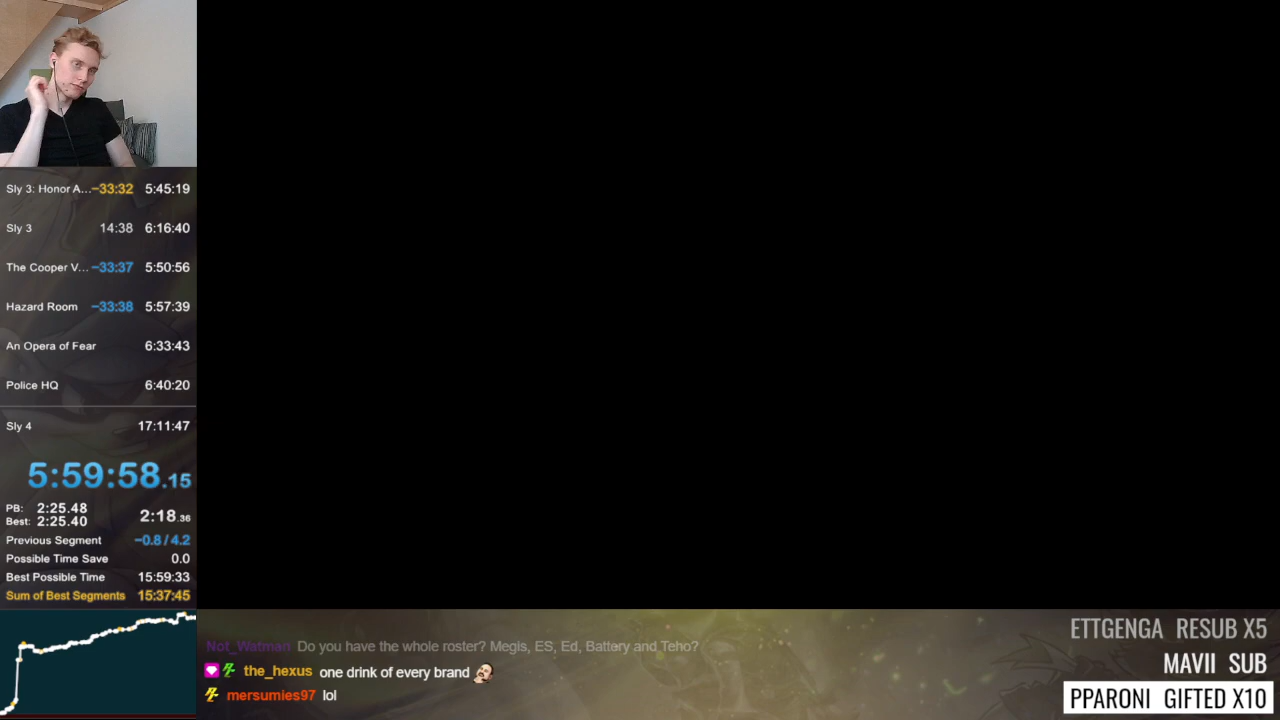 Sly 3: Honor A... −33:32 5:45:19
Sly 3 14:38 6:16:40
The Cooper V... −33:37 5:50:56
Hazard Room −33:38 5:57:39
An Opera of Fear 6:33:43
Police HQ 6:40:20
Sly 4 17:11:47
5:59:58.15
PB: 2:25.48
Best: 2:25.40 2:18.36
Previous Segment −0.8 / 4.2
Possible Time Save 0.0
Best Possible Time 15:59:33
Sum of Best Segments 15:37:45
Not_Watman Do you have the whole roster? Megis, ES, Ed, Battery and Teho?
the_hexus one drink of every brand
mersumies97 lol
ETTGENGA RESUB X5
MAVII SUB
PPARONI GIFTED X10